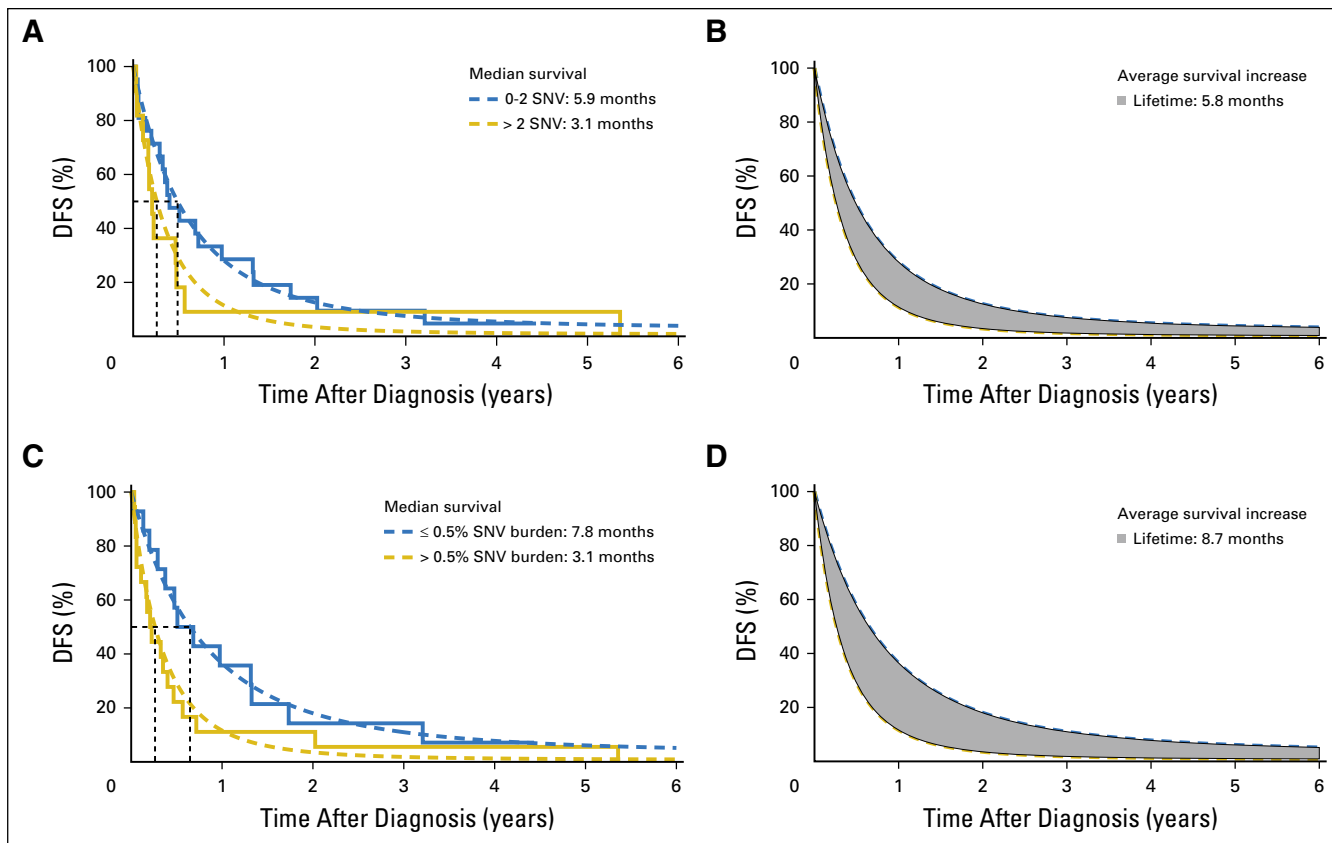 A
DFS (%)
100
80
60
40
20
0
1
2
3
4
5
6
Time After Diagnosis (years)
Median survival
0-2 SNV: 5.9 months
> 2 SNV: 3.1 months
B
DFS (%)
100
80
60
40
20
0
1
2
3
4
5
6
Time After Diagnosis (years)
Average survival increase
Lifetime: 5.8 months
C
DFS (%)
100
80
60
40
20
0
1
2
3
4
5
6
Time After Diagnosis (years)
Median survival
≤ 0.5% SNV burden: 7.8 months
> 0.5% SNV burden: 3.1 months
D
DFS (%)
100
80
60
40
20
0
1
2
3
4
5
6
Time After Diagnosis (years)
Average survival increase
Lifetime: 8.7 months